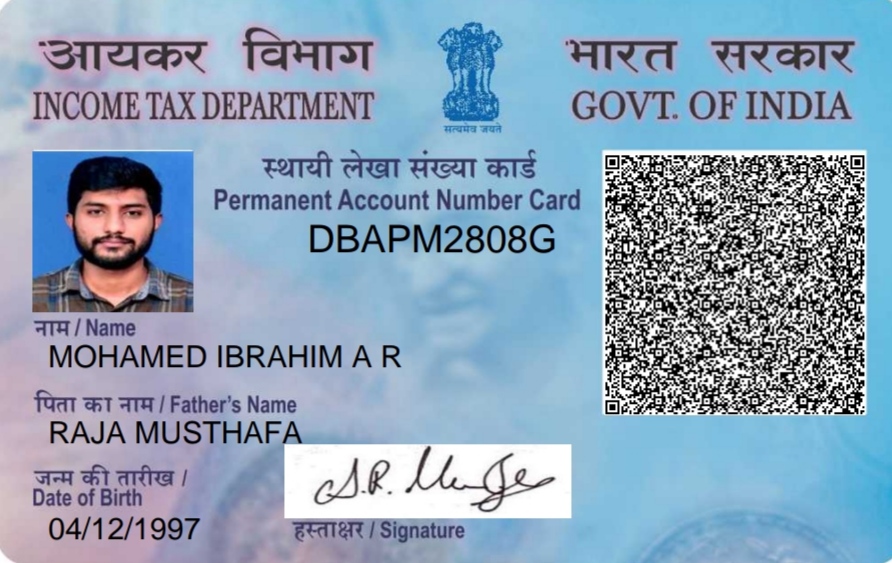 आयकर विभाग
INCOME TAX DEPARTMENT
सत्यमेव जयते
भारत सरकार
GOVT. OF INDIA
स्थायी लेखा संख्या कार्ड
Permanent Account Number Card
DBAPM2808G
नाम / Name
MOHAMED IBRAHIM A R
पिता का नाम / Father's Name
RAJA MUSTHAFA
जन्म की तारीख /
Date of Birth
04/12/1997
हस्ताक्षर / Signature